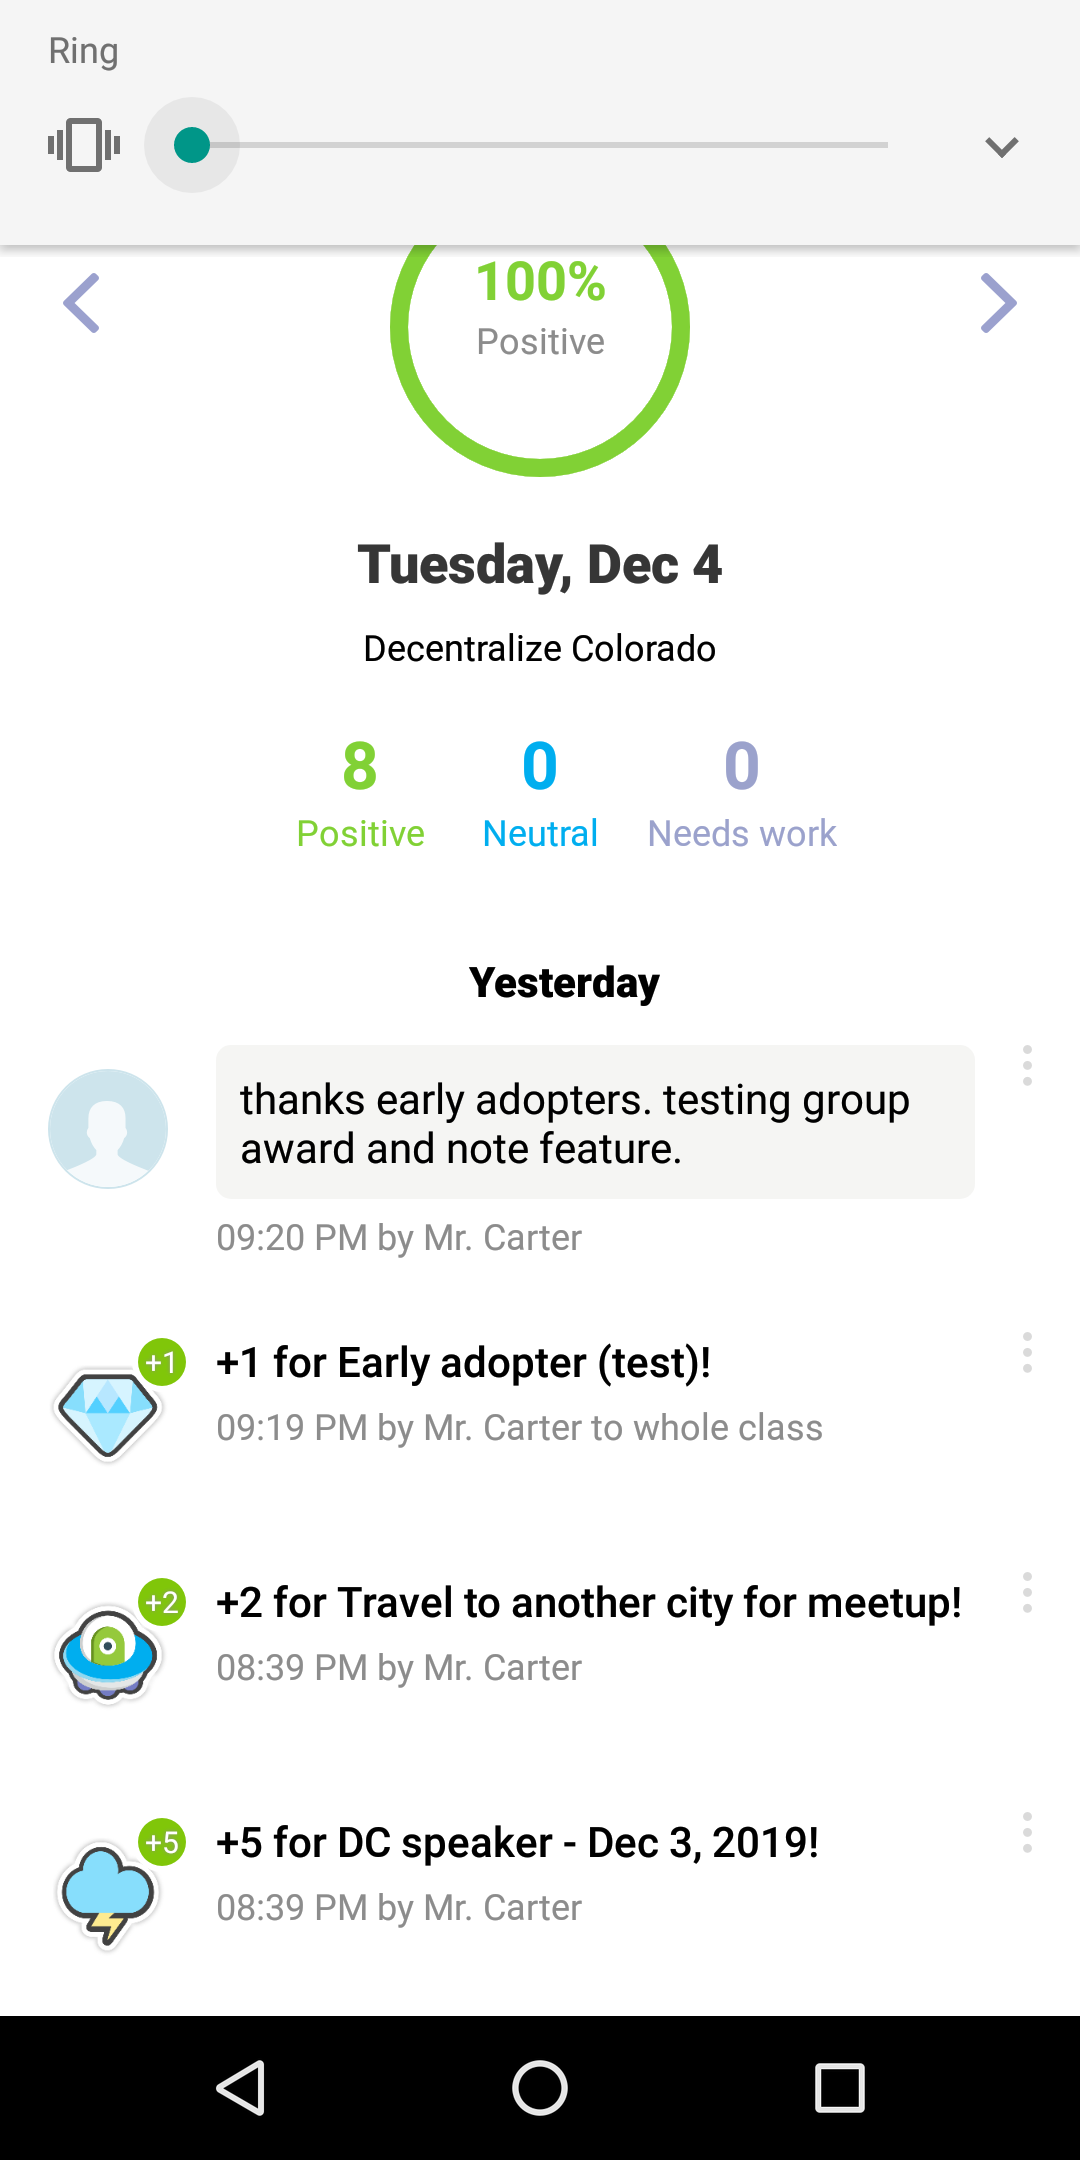 Ring
100%
Positive
Tuesday, Dec 4
Decentralize Colorado
8 0 0
Positive Neutral Needs work
Yesterday
thanks early adopters. testing group
award and note feature.
09:20 PM by Mr. Carter
+1
+1 for Early adopter (test)!
09:19 PM by Mr. Carter to whole class
+2
+2 for Travel to another city for meetup!
08:39 PM by Mr. Carter
+5
+5 for DC speaker - Dec 3, 2019!
08:39 PM by Mr. Carter